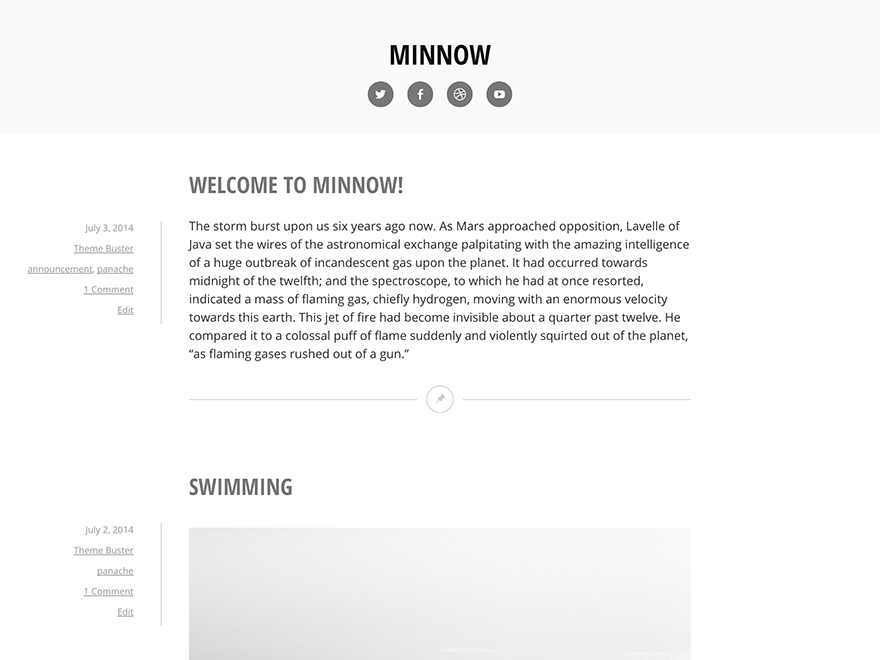 MINNOW
WELCOME TO MINNOW!
July 3, 2014
Theme Buster
announcement, panache
1 Comment
Edit
The storm burst upon us six years ago now. As Mars approached opposition, Lavelle of
Java set the wires of the astronomical exchange palpitating with the amazing intelligence
of a huge outbreak of incandescent gas upon the planet. It had occurred towards
midnight of the twelfth; and the spectroscope, to which he had at once resorted,
indicated a mass of flaming gas, chiefly hydrogen, moving with an enormous velocity
towards this earth. This jet of fire had become invisible about a quarter past twelve. He
compared it to a colossal puff of flame suddenly and violently squirted out of the planet,
“as flaming gases rushed out of a gun.”
SWIMMING
July 2, 2014
Theme Buster
panache
1 Comment
Edit